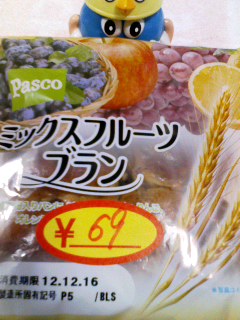 Pasco
ミックスフルーツ
ブラン
¥69
消費期限 12.12.16
製造所固有記号 P5 /BLS